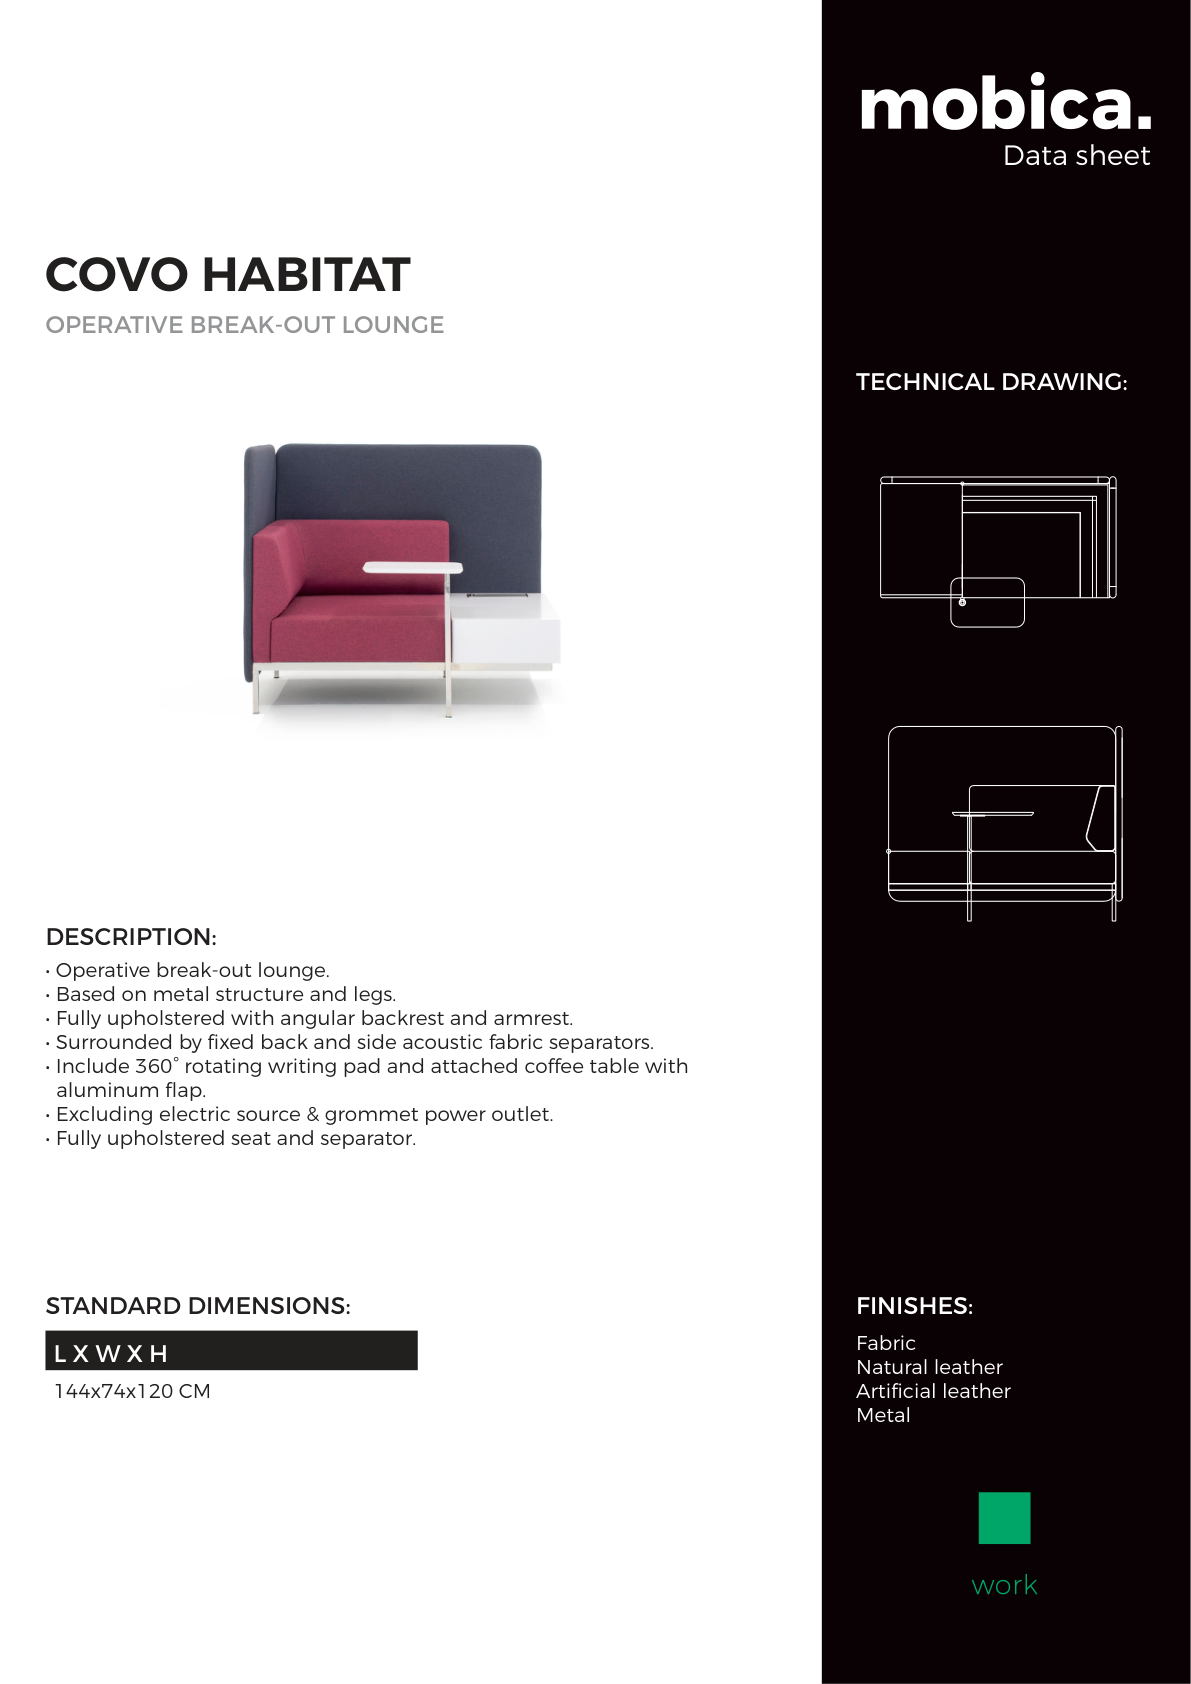 mobica.
Data sheet
COVO HABITAT
OPERATIVE BREAK-OUT LOUNGE
TECHNICAL DRAWING:
DESCRIPTION:
• Operative break-out lounge.
• Based on metal structure and legs.
• Fully upholstered with angular backrest and armrest.
• Surrounded by fixed back and side acoustic fabric separators.
• Include 360° rotating writing pad and attached coffee table with
aluminum flap.
• Excluding electric source & grommet power outlet.
• Fully upholstered seat and separator.
STANDARD DIMENSIONS:
L X W X H
144x74x120 CM
FINISHES:
Fabric
Natural leather
Artificial leather
Metal
work